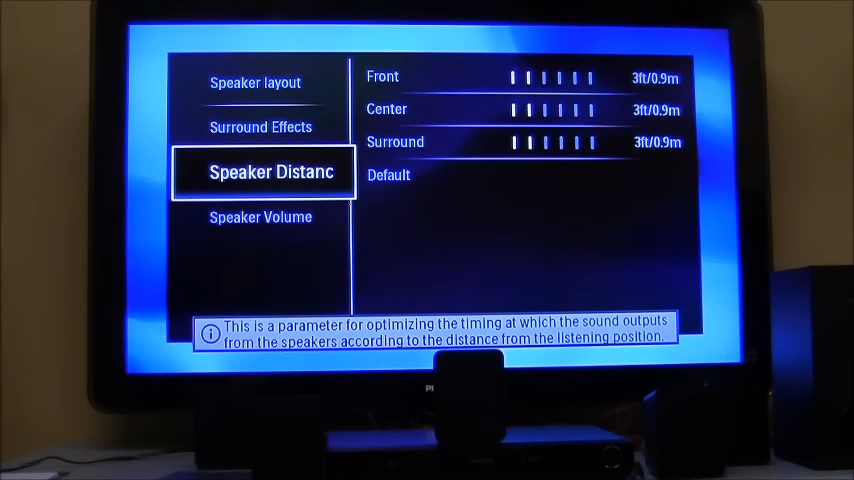 Speaker layout
Surround Effects
Speaker Distanc
Speaker Volume
Front 3ft/0.9m
Center 3ft/0.9m
Surround 3ft/0.9m
Default
This is a parameter for optimizing the timing at which the sound outputs
from the speakers according to the distance from the listening position.